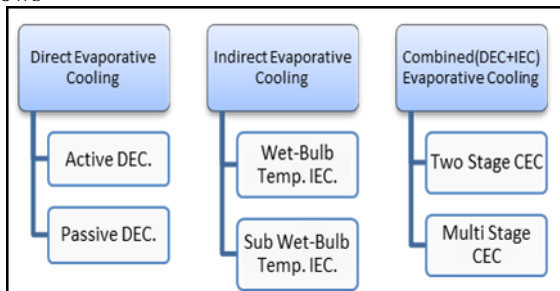 Direct Evaporative
Cooling
Active DEC.
Passive DEC.
Indirect Evaporative
Cooling
Wet-Bulb
Temp. IEC.
Sub Wet-Bulb
Temp. IEC.
Combined(DEC+IEC)
Evaporative Cooling
Two Stage CEC
Multi Stage
CEC